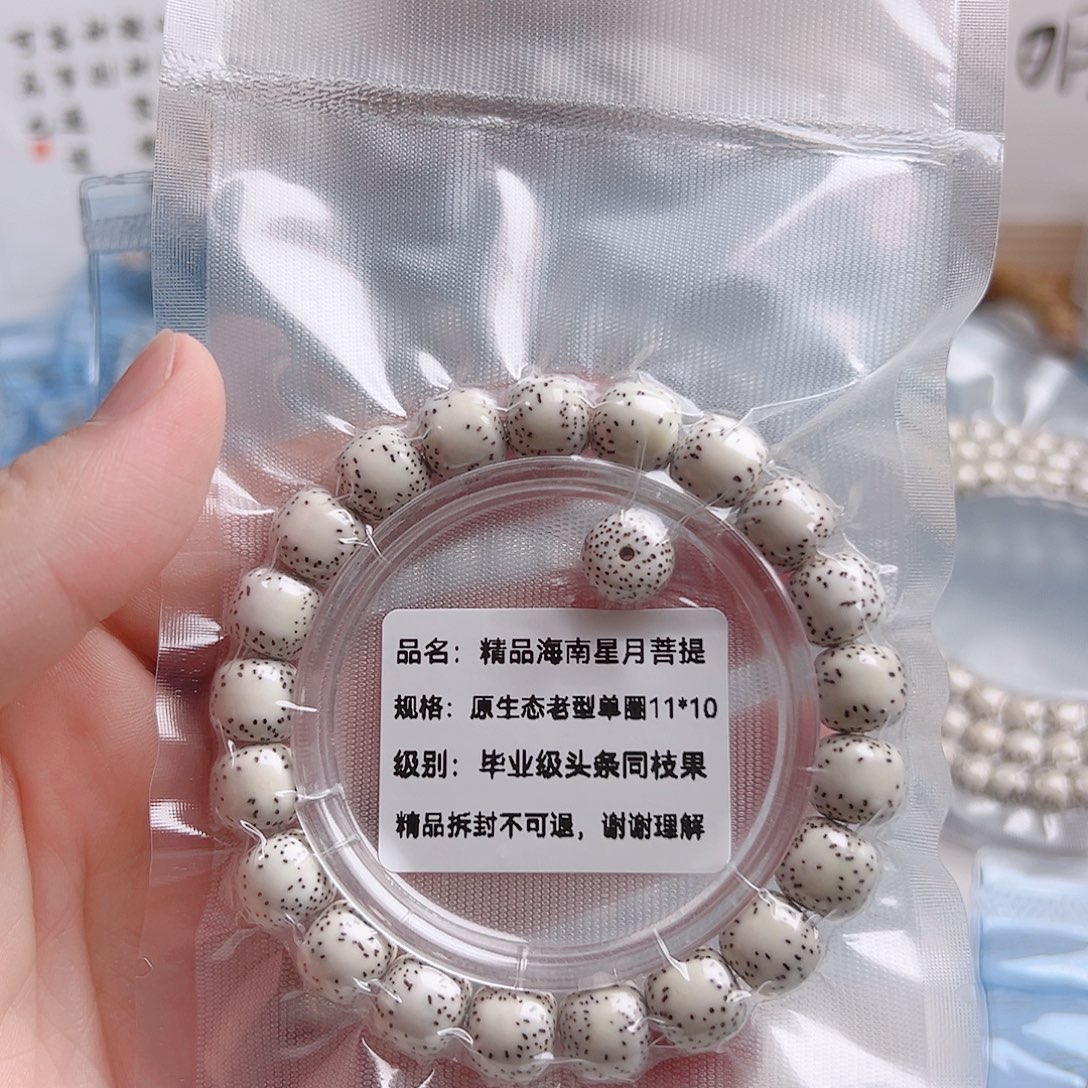 品名：精品海南星月菩提
规格：原生态老型单圈11*10
级别：毕业级头条同枝果
精品拆封不可退，谢谢理解